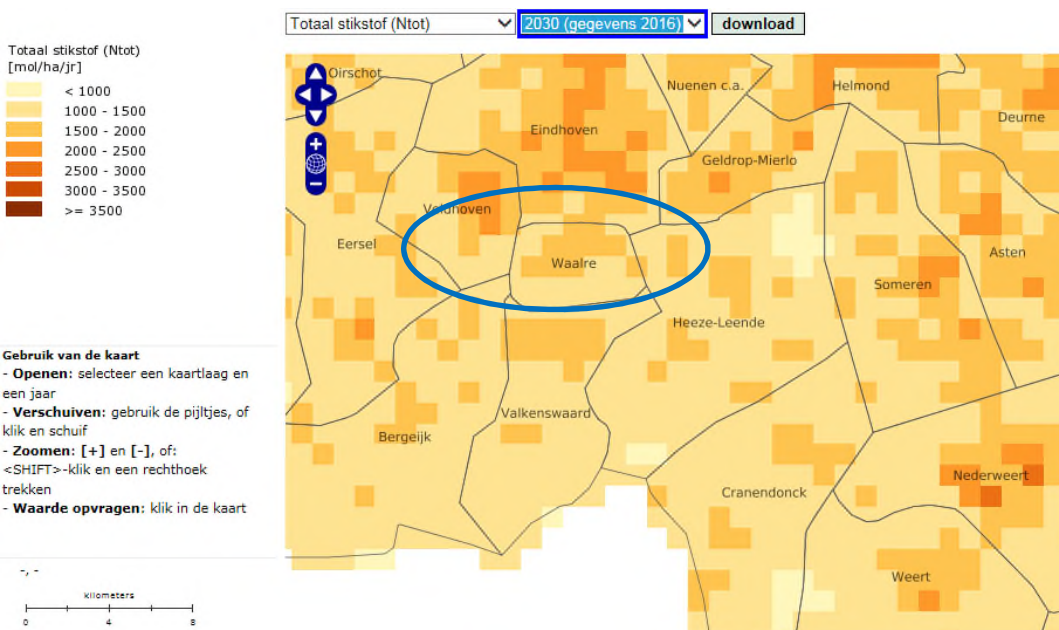 Totaal stikstof (Ntot) 2030 (gegevens 2016) download
Totaal stikstof (Ntot)
[mol/ha/jr]
< 1000
1000 - 1500
1500 - 2000
2000 - 2500
2500 - 3000
3000 - 3500
>= 3500
Oirschot
Nuenen c.a.
Helmond
Deurne
Eindhoven
Geldrop-Mierlo
Veldhoven
Eersel
Waalre
Asten
Someren
Heeze-Leende
Valkenswaard
Bergeijk
Nederweert
Cranendonck
Weert
Gebruik van de kaart
- Openen: selecteer een kaartlaag en
een jaar
- Verschuiven: gebruik de pijltjes, of
klik en schuif
- Zoomen: [+] en [-], of:
<SHIFT>-klik en een rechthoek
trekken
- Waarde opvragen: klik in de kaart
-, -
kilometers
0 4 8